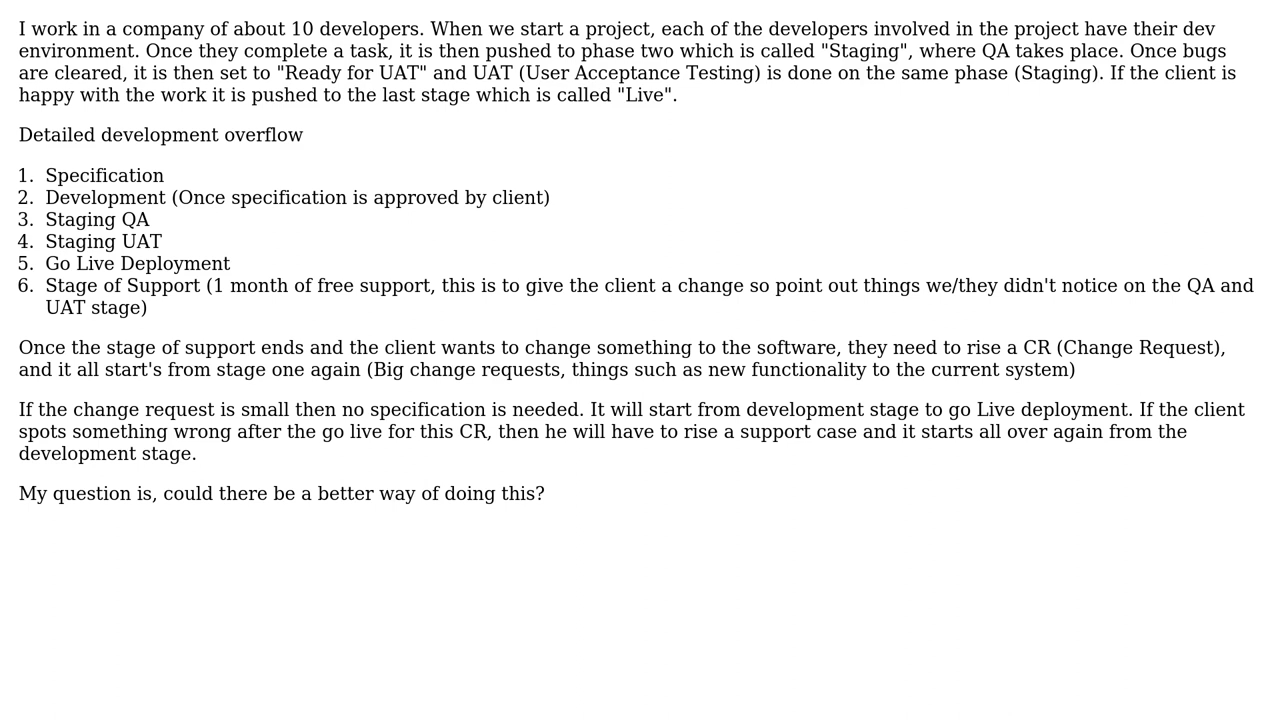 I work in a company of about 10 developers. When we start a project, each of the developers involved in the project have their dev
environment. Once they complete a task, it is then pushed to phase two which is called "Staging", where QA takes place. Once bugs
are cleared, it is then set to "Ready for UAT" and UAT (User Acceptance Testing) is done on the same phase (Staging). If the client is
happy with the work it is pushed to the last stage which is called "Live".
Detailed development overflow
1. Specification
2. Development (Once specification is approved by client)
3. Staging QA
4. Staging UAT
5. Go Live Deployment
6. Stage of Support (1 month of free support, this is to give the client a change so point out things we/they didn't notice on the QA and
UAT stage)
Once the stage of support ends and the client wants to change something to the software, they need to rise a CR (Change Request),
and it all start's from stage one again (Big change requests, things such as new functionality to the current system)
If the change request is small then no specification is needed. It will start from development stage to go Live deployment. If the client
spots something wrong after the go live for this CR, then he will have to rise a support case and it starts all over again from the
development stage.
My question is, could there be a better way of doing this?